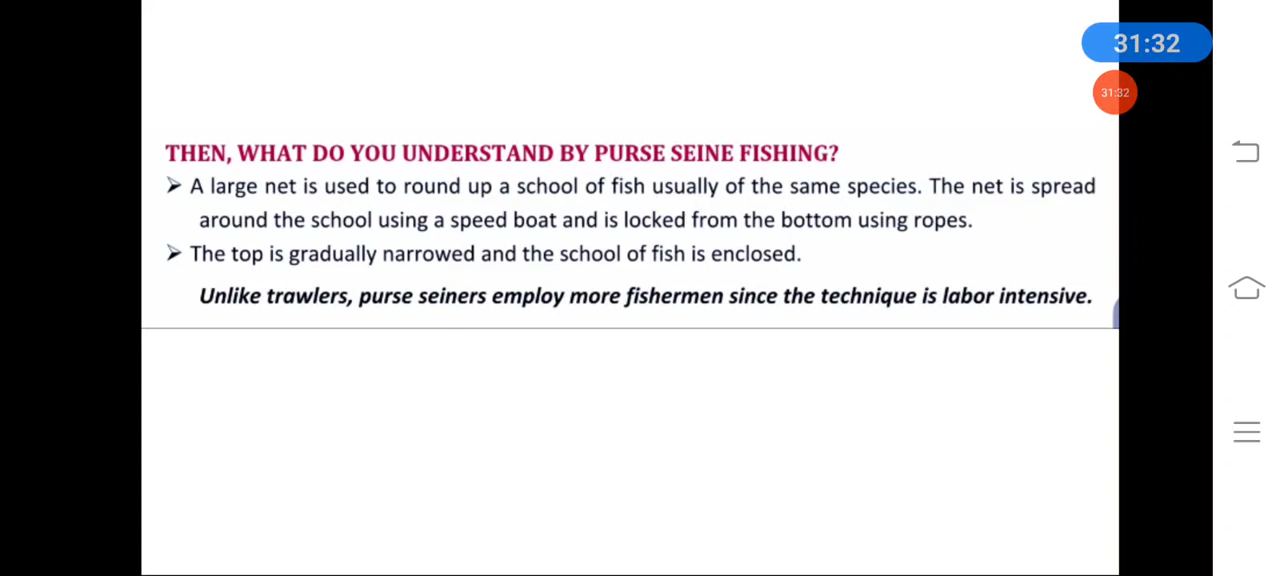 31:32
31:32
THEN, WHAT DO YOU UNDERSTAND BY PURSE SEINE FISHING?
➢ A large net is used to round up a school of fish usually of the same species. The net is spread
around the school using a speed boat and is locked from the bottom using ropes.
➢ The top is gradually narrowed and the school of fish is enclosed.
Unlike trawlers, purse seiners employ more fishermen since the technique is labor intensive.